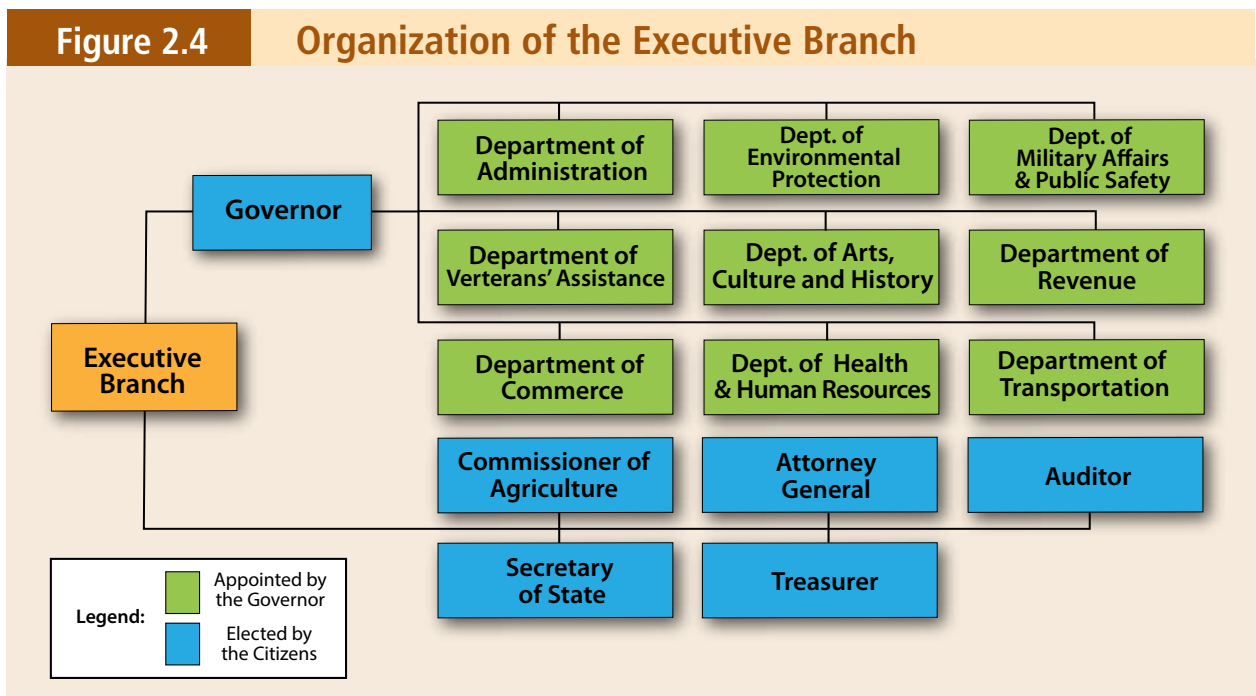 Figure 2.4
Organization of the Executive Branch
Department of
Administration
Dept. of
Environmental
Protection
Dept. of
Military Affairs
& Public Safety
Governor
Department of
Verterans’ Assistance
Dept. of Arts,
Culture and History
Department of
Revenue
Executive
Branch
Department of
Commerce
Dept. of Health
& Human Resources
Department of
Transportation
Commissioner of
Agriculture
Attorney
General
Auditor
Secretary
of State
Treasurer
Legend:
Appointed by
the Governor
Elected by
the Citizens